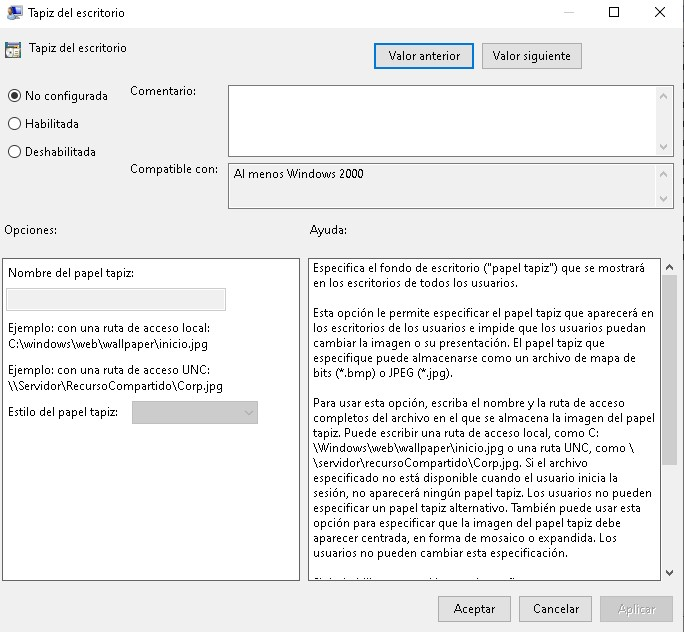 Tapiz del escritorio
Tapiz del escritorio
Valor anterior
Valor siguiente
No configurada
Habilitada
Deshabilitada
Comentario:
Compatible con:
Al menos Windows 2000
Opciones:
Ayuda:
Nombre del papel tapiz:
Ejemplo: con una ruta de acceso local:
C:\windows\web\wallpaper\inicio.jpg
Ejemplo: con una ruta de acceso UNC:
\\Servidor\RecursoCompartido\Corp.jpg
Estilo del papel tapiz:
Especifica el fondo de escritorio ("papel tapiz") que se mostrará
en los escritorios de todos los usuarios.
Esta opción le permite especificar el papel tapiz que aparecerá en
los escritorios de los usuarios e impide que los usuarios puedan
cambiar la imagen o su presentación. El papel tapiz que
especifique puede almacenarse como un archivo de mapa de
bits (*.bmp) o JPEG (*.jpg).
Para usar esta opción, escriba el nombre y la ruta de acceso
completos del archivo en el que se almacena la imagen del papel
tapiz. Puede escribir una ruta de acceso local, como C:
\Windows\web\wallpaper\inicio.jpg o una ruta UNC, como \
\servidor\recursoCompartido\Corp.jpg. Si el archivo
especificado no está disponible cuando el usuario inicia la
sesión, no aparecerá ningún papel tapiz. Los usuarios no pueden
especificar un papel tapiz alternativo. También puede usar esta
opción para especificar que la imagen del papel tapiz debe
aparecer centrada, en forma de mosaico o expandida. Los
usuarios no pueden cambiar esta especificación.
Aceptar
Cancelar
Aplicar